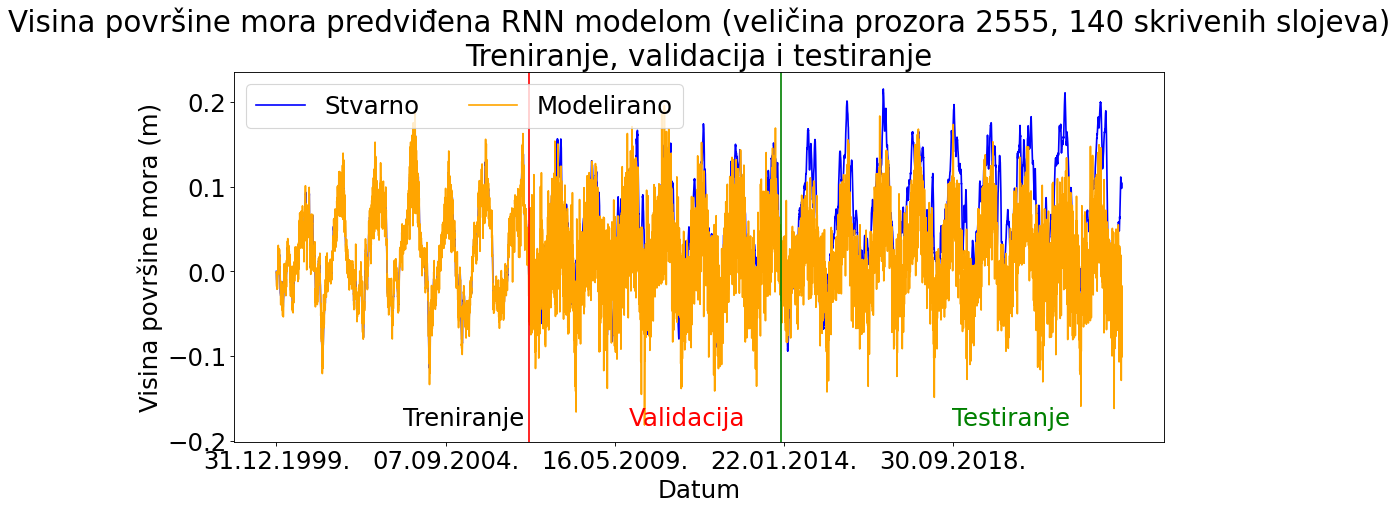 Visina površine mora predviđena RNN modelom (veličina prozora 2555, 140 skrivenih slojeva)
Treniranje, validacija i testiranje
Stvarno Modelirano
Visina površine mora (m)
0.2
0.1
0.0
−0.1
−0.2
Treniranje Validacija Testiranje
31.12.1999. 07.09.2004. 16.05.2009. 22.01.2014. 30.09.2018.
Datum